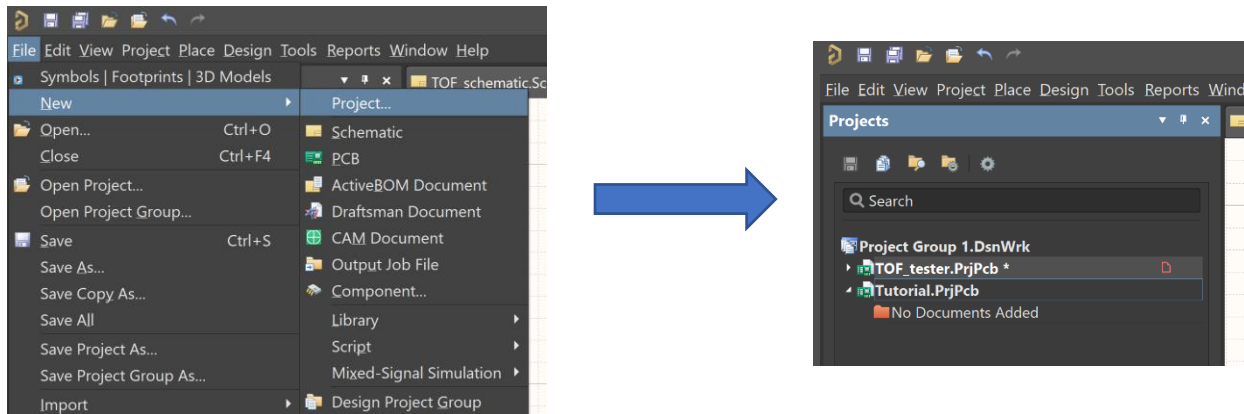 File Edit View Project Place Design Tools Reports Window Help
Symbols | Footprints | 3D Models
New
Open... Ctrl+O
Close Ctrl+F4
Open Project...
Open Project Group...
Save Ctrl+S
Save As...
Save Copy As...
Save All
Save Project As...
Save Project Group As...
Import
TOF_schematic.Sc
Project...
Schematic
PCB
ActiveBOM Document
Draftsman Document
CAM Document
Output Job File
Component...
Library
Script
Mixed-Signal Simulation
Design Project Group
File Edit View Project Place Design Tools Reports Wind
Projects
Search
Project Group 1.DsnWrk
TOF_tester.PrjPcb *
Tutorial.PrjPcb
No Documents Added